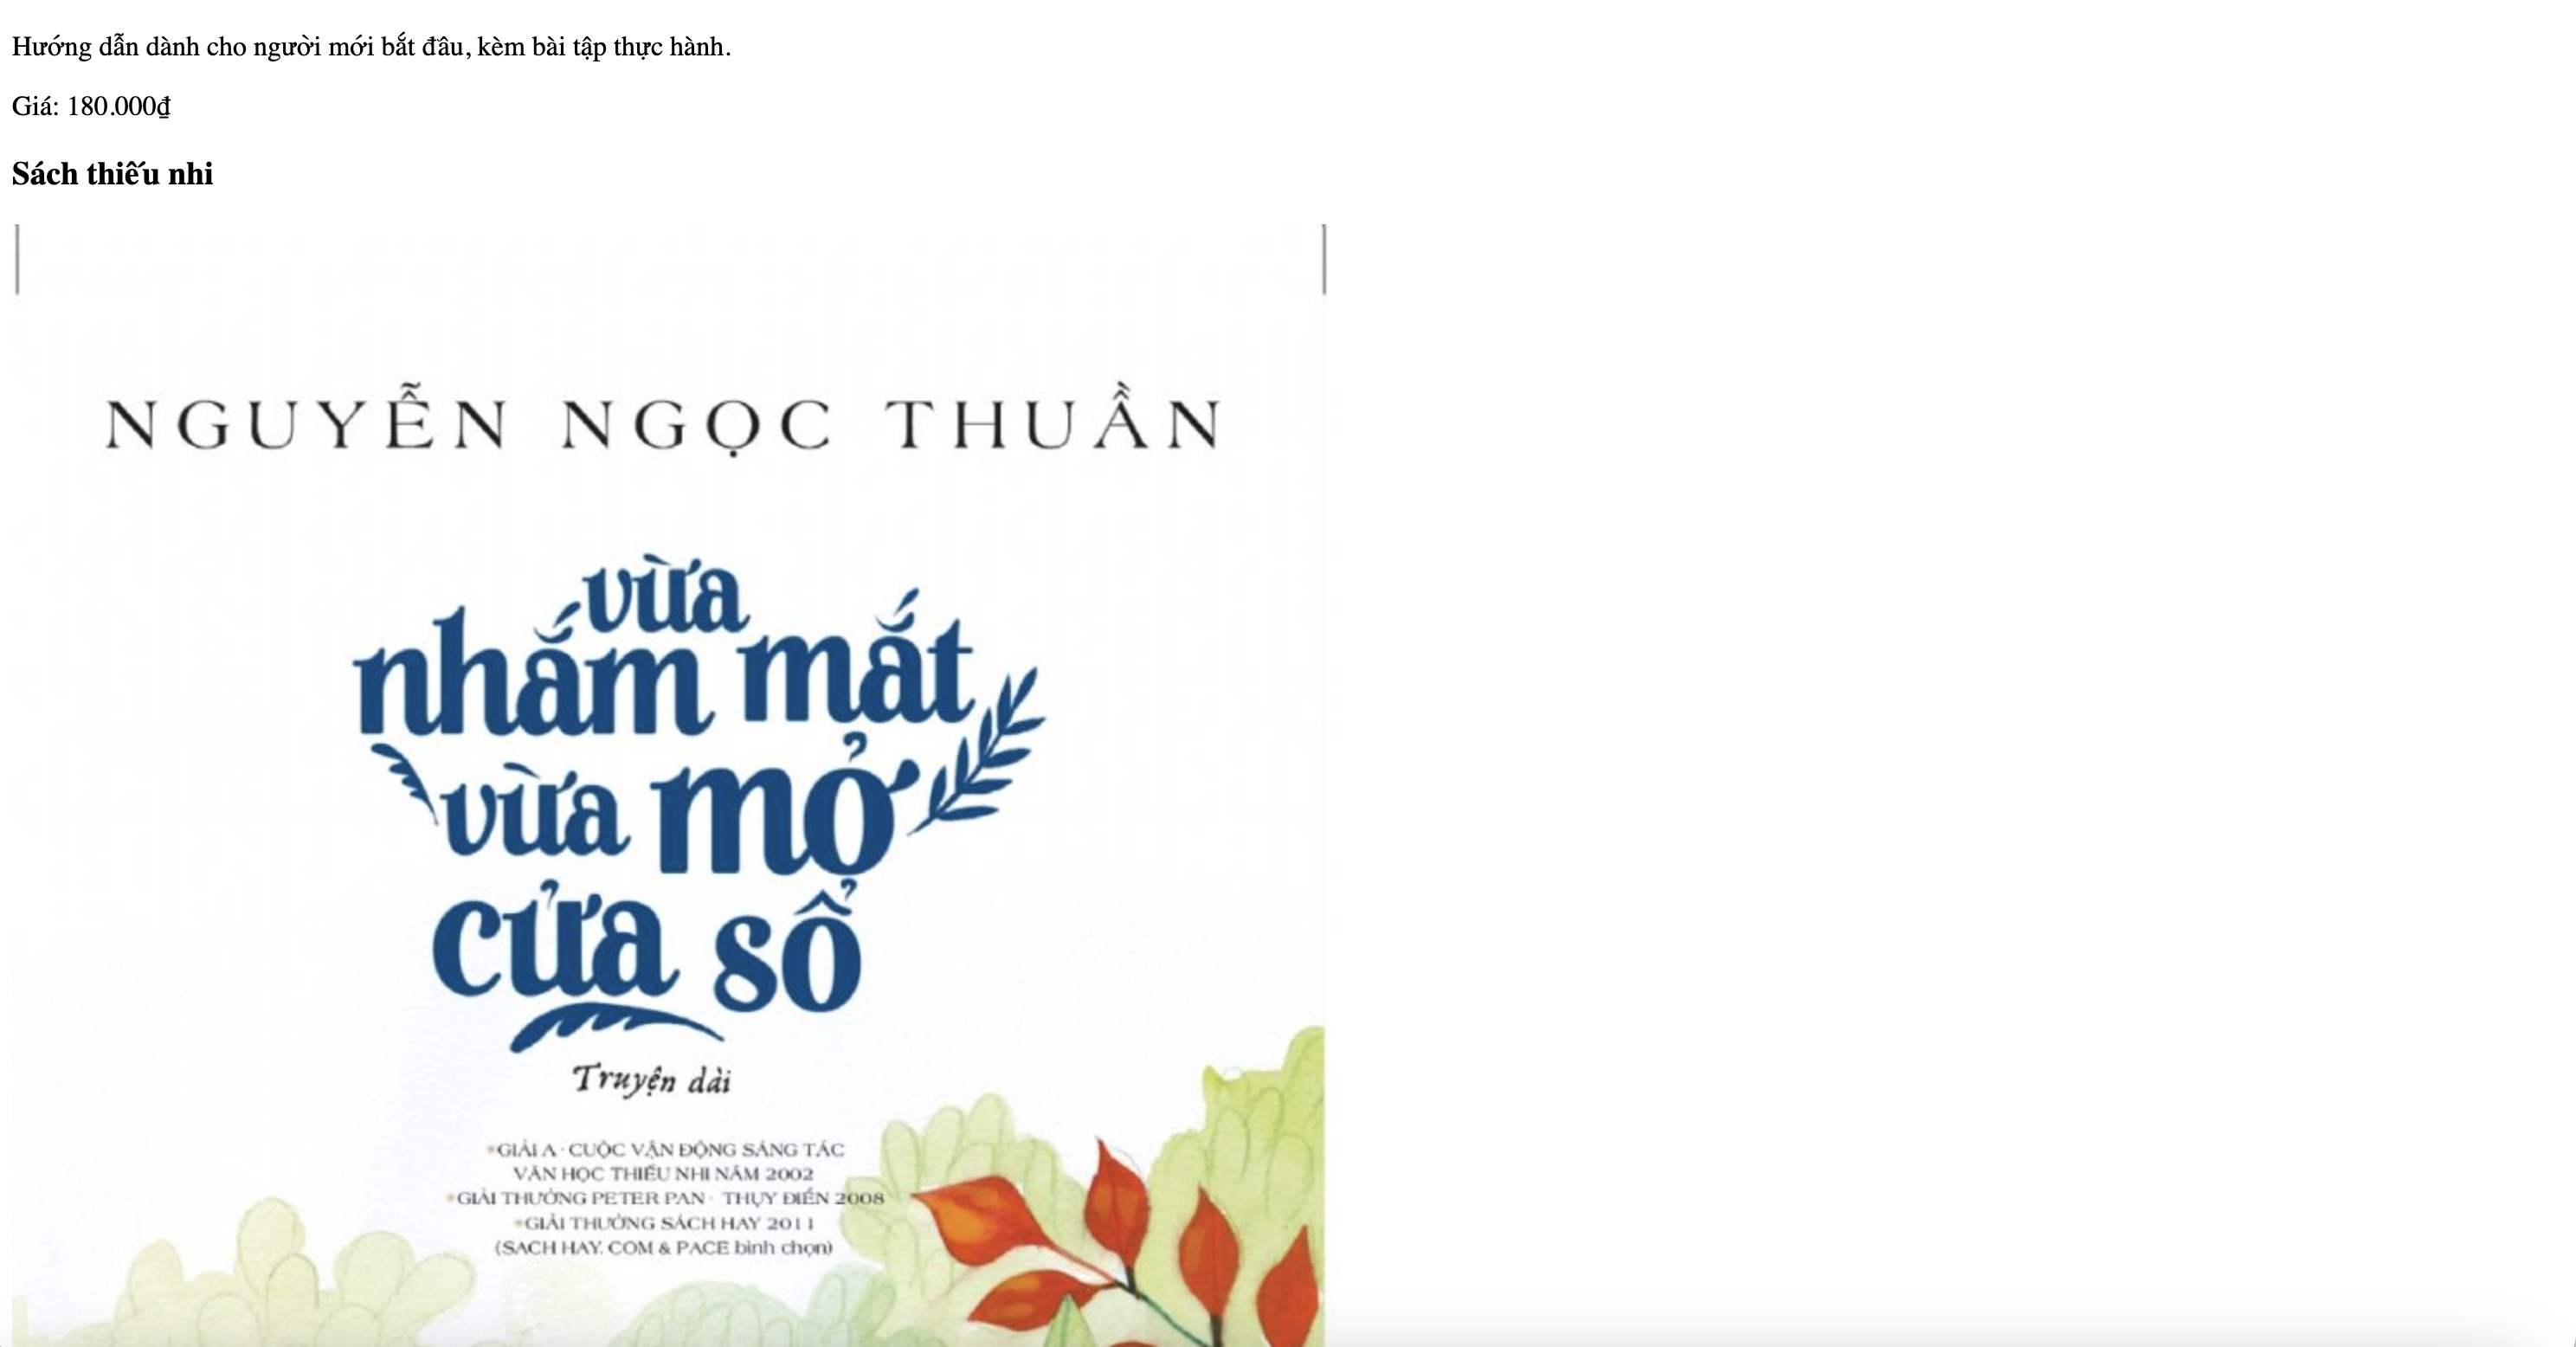 Hướng dẫn dành cho người mới bắt đầu, kèm bài tập thực hành.
Giá: 180.000₫
Sách thiếu nhi
NGUYỄN NGỌC THUẦN
vừa
nhắm mắt
vừa mở
cửa sổ
Truyện dài
*GIẢI A · CUỘC VẬN ĐỘNG SÁNG TÁC
VĂN HỌC THIẾU NHI NĂM 2002
*GIẢI THƯỞNG PETER PAN · THỤY ĐIỂN 2008
*GIẢI THƯỞNG SÁCH HAY 2011
(SACH HAY. COM & PACE bình chọn)